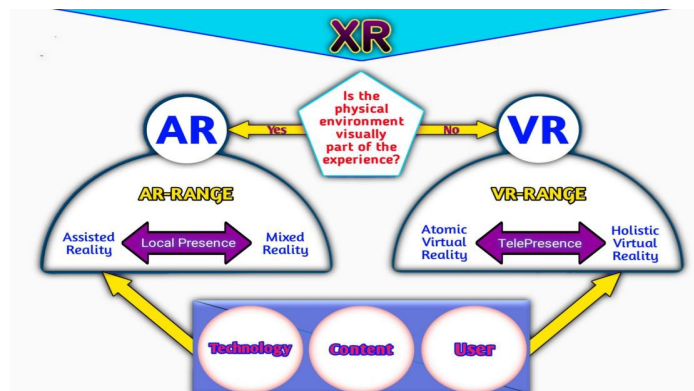 XR
Is the
physical
environment
visually
part of the
experience?
AR
Yes
No
VR
AR-RANGE
VR-RANGE
Assisted
Reality
Local Presence
Mixed
Reality
Atomic
Virtual
Reality
TelePresence
Holistic
Virtual
Reality
Technology
Content
User